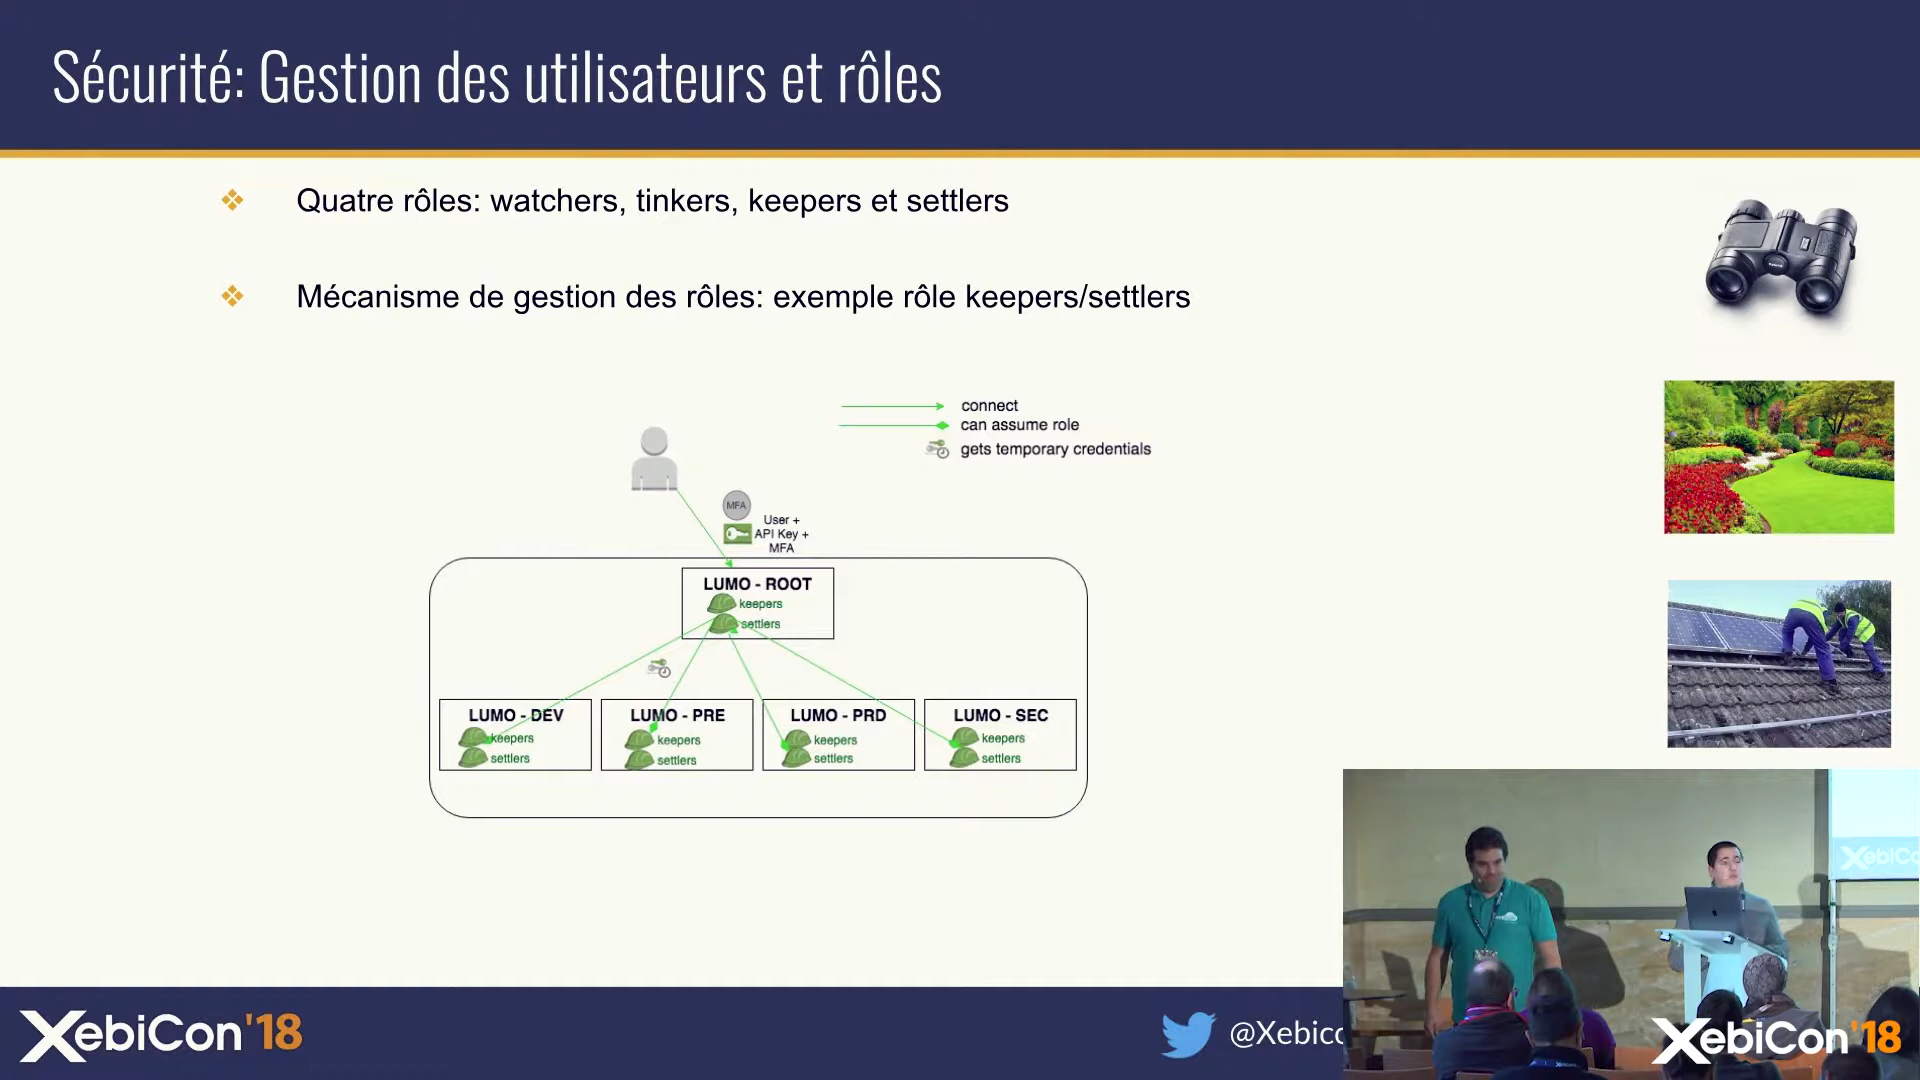 Sécurité: Gestion des utilisateurs et rôles
Quatre rôles: watchers, tinkers, keepers et settlers
Mécanisme de gestion des rôles: exemple rôle keepers/settlers
connect
can assume role
gets temporary credentials
MFA
User +
API Key +
MFA
LUMO - ROOT
keepers
settlers
LUMO - DEV
keepers
settlers
LUMO - PRE
keepers
settlers
LUMO - PRD
keepers
settlers
LUMO - SEC
keepers
settlers
XebiCon'18
@Xebico
XebiCo
XebiCon'18